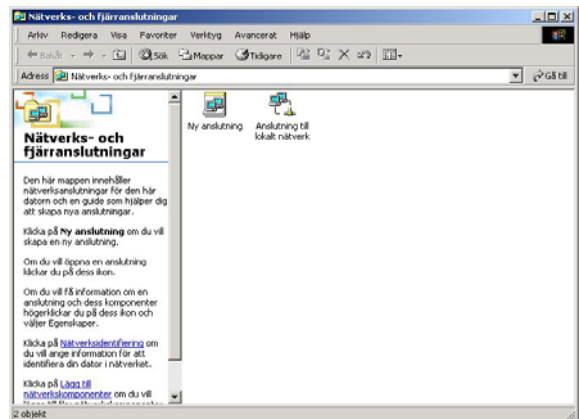 Nätverks- och fjärranslutningar
Arkiv Redigera Visa Favoriter Verktyg Avancerat Hjälp
Bakåt Sök Mappar Tidigare
Adress Nätverks- och fjärranslutningar Gå till
Nätverks- och
fjärranslutningar
Den här mappen innehåller
nätverksanslutningar för den här
datorn och en guide som hjälper dig
att skapa nya anslutningar.
Klicka på Ny anslutning om du vill
skapa en ny anslutning.
Om du vill öppna en anslutning
klickar du på dess ikon.
Om du vill få information om en
anslutning och dess komponenter
högerklickar du på dess ikon och
väljer Egenskaper.
Klicka på Nätverksidentifiering om
du vill ange information för att
identifiera din dator i nätverket.
Klicka på Lägg till
nätverkskomponenter om du vill
Ny anslutning
Anslutning till
lokalt nätverk
2 objekt